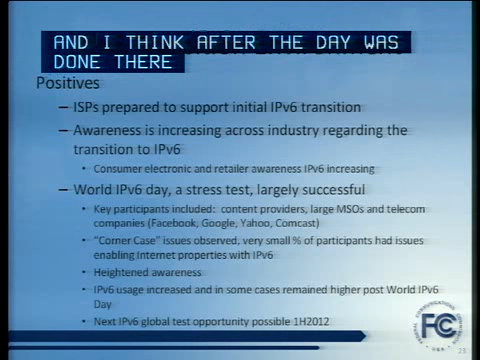 AND I THINK AFTER THE DAY WAS
DONE THERE
Positives
– ISPs prepared to support initial IPv6 transition
– Awareness is increasing across industry regarding the
transition to IPv6
• Consumer electronic and retailer awareness IPv6 increasing
– World IPv6 day, a stress test, largely successful
• Key participants included: content providers, large MSOs and telecom
companies (Facebook, Google, Yahoo, Comcast)
• "Corner Case" issues observed, very small % of participants had issues
enabling Internet properties with IPv6
• Heightened awareness
• IPv6 usage increased and in some cases remained higher post World IPv6
Day
• Next IPv6 global test opportunity possible 1H2012
FEDERAL COMMUNICATIONS COMMISSION
FCC
USA